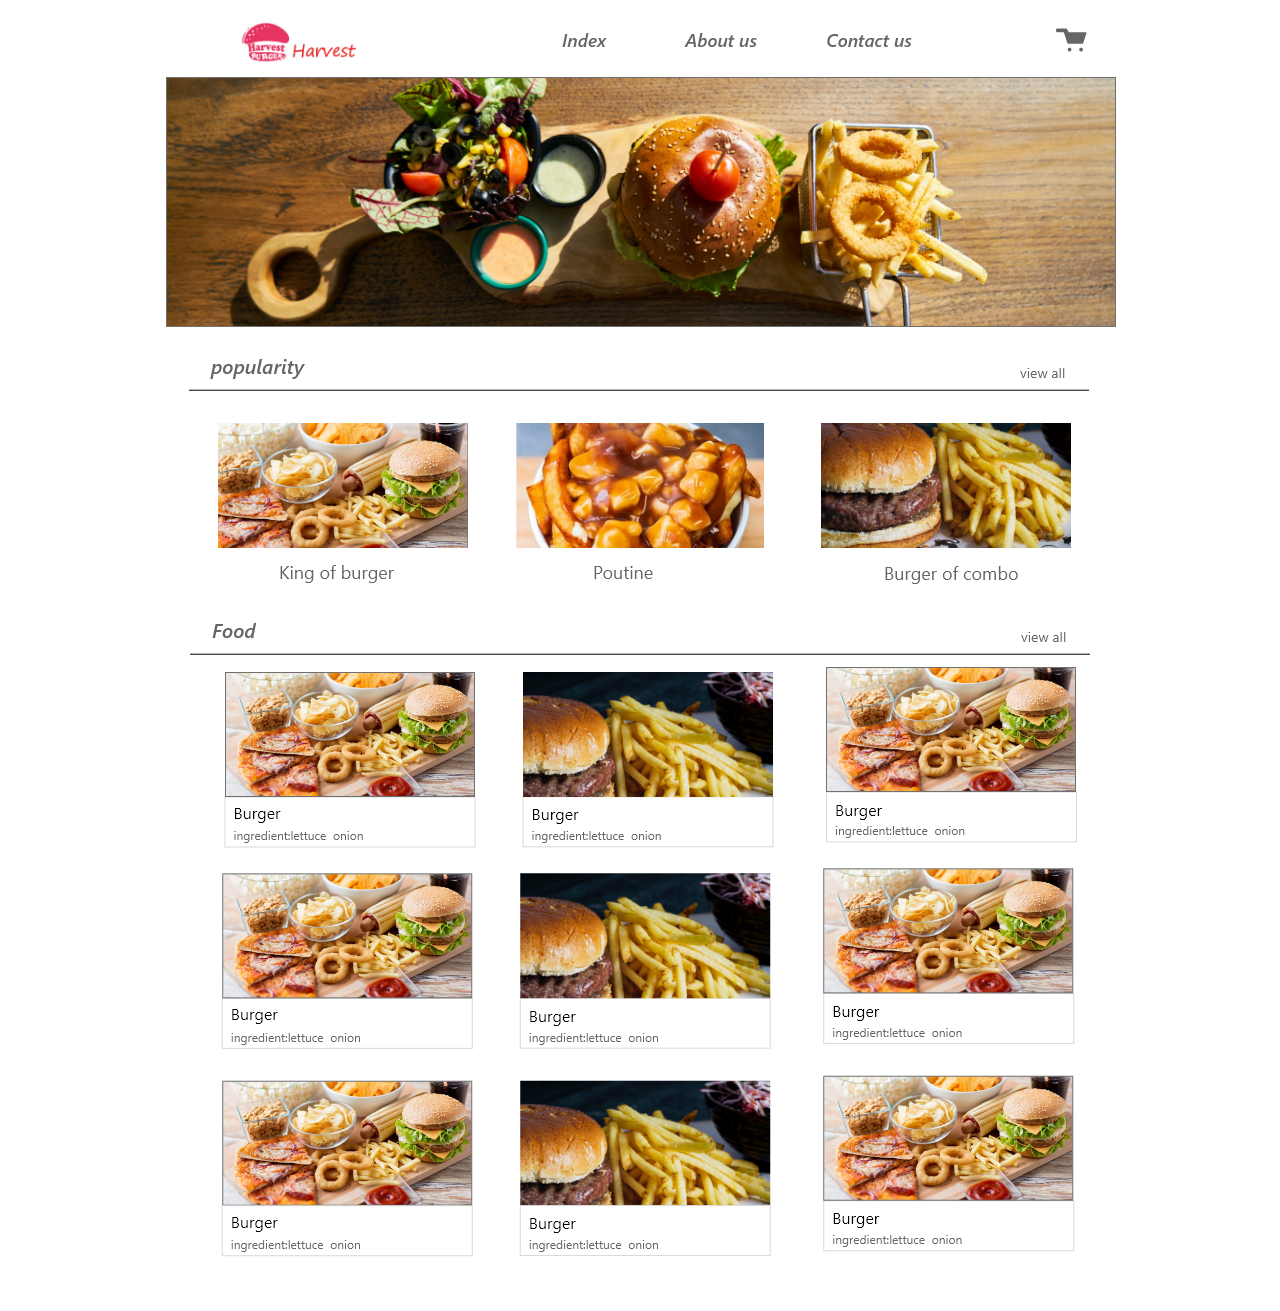 Harvest
BURGER
Harvest
Index
About us
Contact us
popularity
view all
King of burger
Poutine
Burger of combo
Food
view all
Burger
ingredient:lettuce onion
Burger
ingredient:lettuce onion
Burger
ingredient:lettuce onion
Burger
ingredient:lettuce onion
Burger
ingredient:lettuce onion
Burger
ingredient:lettuce onion
Burger
ingredient:lettuce onion
Burger
ingredient:lettuce onion
Burger
ingredient:lettuce onion